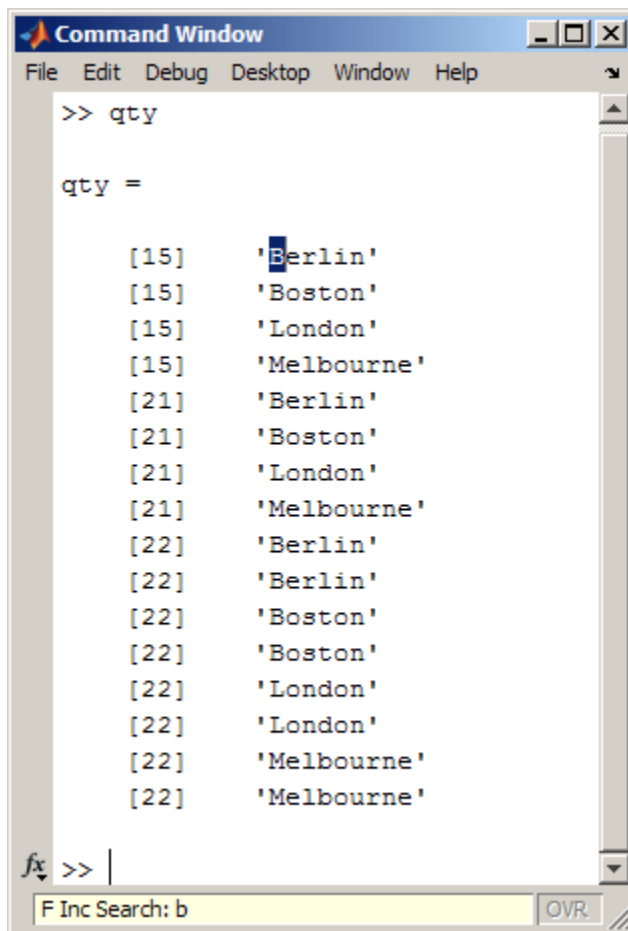 Command Window
File Edit Debug Desktop Window Help
>> qty
qty =
[15] 'Berlin'
[15] 'Boston'
[15] 'London'
[15] 'Melbourne'
[21] 'Berlin'
[21] 'Boston'
[21] 'London'
[21] 'Melbourne'
[22] 'Berlin'
[22] 'Berlin'
[22] 'Boston'
[22] 'Boston'
[22] 'London'
[22] 'London'
[22] 'Melbourne'
[22] 'Melbourne'
fx >>
F Inc Search: b OVR